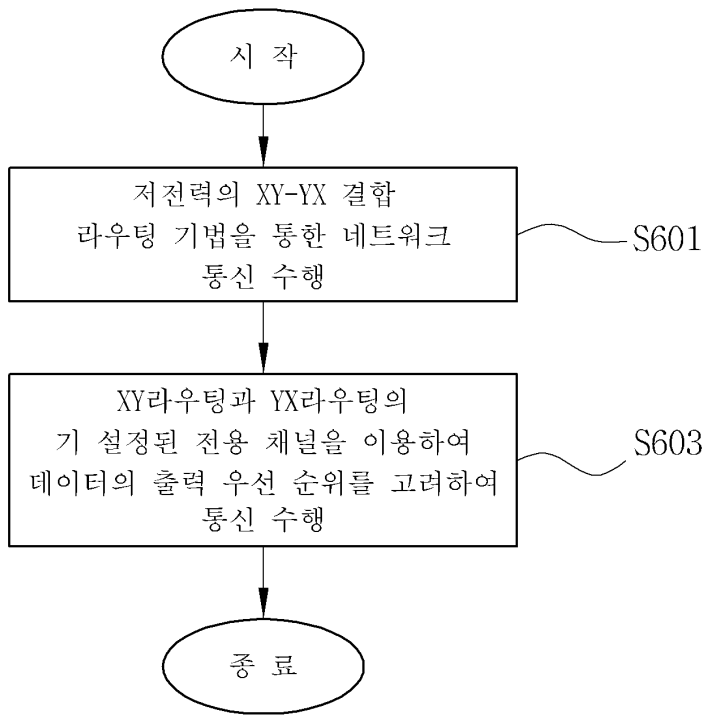 시 작
저전력의 XY-YX 결합
라우팅 기법을 통한 네트워크
통신 수행
S601
XY라우팅과 YX라우팅의
기 설정된 전용 채널을 이용하여
데이터의 출력 우선 순위를 고려하여
통신 수행
S603
종 료